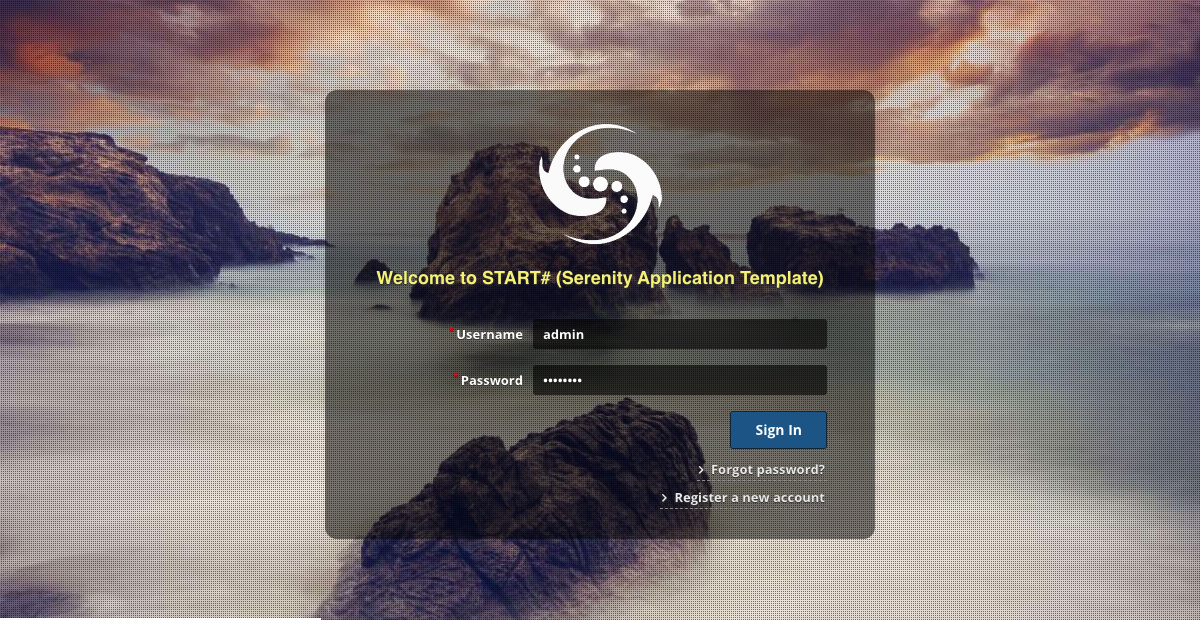 Welcome to START# (Serenity Application Template)
* Username admin
* Password ••••••••
Sign In
Forgot password?
Register a new account